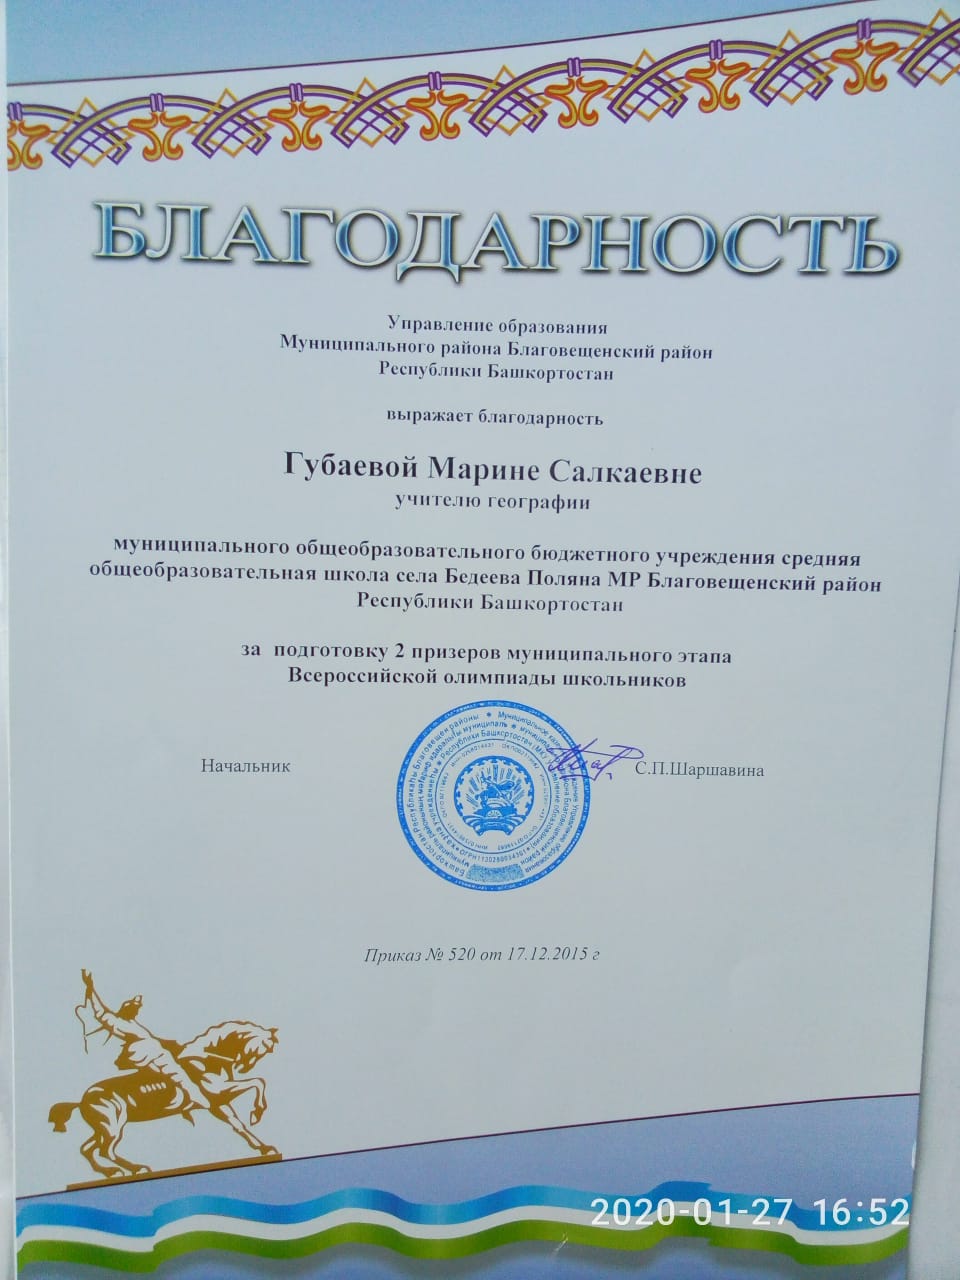 БЛАГОДАРНОСТЬ
Управление образования
Муниципального района Благовещенский район
Республики Башкортостан
выражает благодарность
Губаевой Марине Салкаевне
учителю географии
муниципального общеобразовательного бюджетного учреждения средняя
общеобразовательная школа села Бедеева Поляна МР Благовещенский район
Республики Башкортостан
за подготовку 2 призеров муниципального этапа
Всероссийской олимпиады школьников
Начальник
С.П.Шаршавина
Приказ № 520 от 17.12.2015 г
2020-01-27 16:52